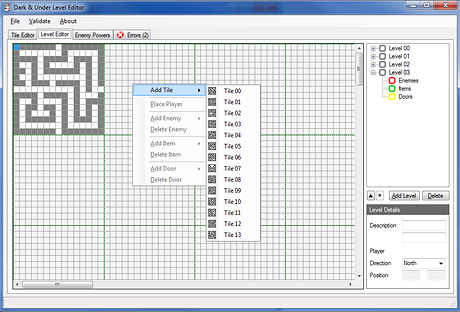 Dark & Under Level Editor
File Validate About
Tile Editor Level Editor Enemy Powers Errors (2)
Add Tile
Place Player
Add Enemy
Delete Enemy
Add Item
Delete Item
Add Door
Delete Door
Tile 00
Tile 01
Tile 02
Tile 03
Tile 04
Tile 05
Tile 06
Tile 07
Tile 08
Tile 09
Tile 10
Tile 11
Tile 12
Tile 13
Level 00
Level 01
Level 02
Level 03
Enemies
Items
Doors
Add Level Delete
Level Details
Description
Player
Direction North
Position